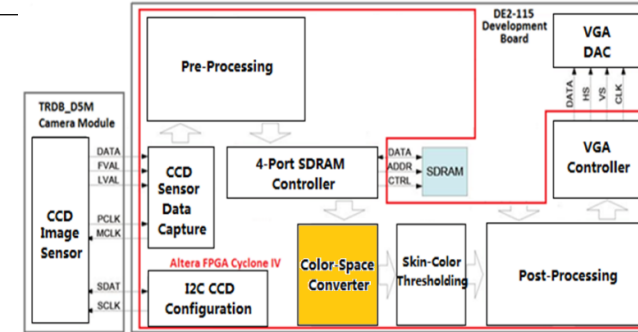 DE2-115
Development
Board
VGA
DAC
Pre-Processing
DATA
HS
VS
CLK
TRDB_D5M
Camera Module
DATA
FVAL
LVAL
PCLK
MCLK
SDAT
SCLK
CCD
Image
Sensor
CCD
Sensor
Data
Capture
4-Port SDRAM
Controller
DATA
ADDR
CTRL
SDRAM
VGA
Controller
Altera FPGA Cyclone IV
I2C CCD
Configuration
Color-Space
Converter
Skin-Color
Thresholding
Post-Processing